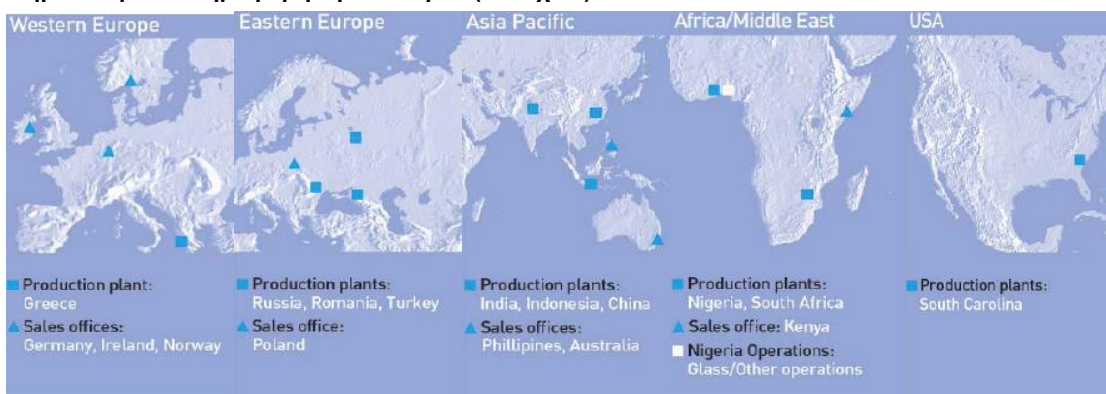 Western Europe
Production plant:
Greece
Sales offices:
Germany, Ireland, Norway
Eastern Europe
Production plants:
Russia, Romania, Turkey
Sales office:
Poland
Asia Pacific
Production plants:
India, Indonesia, China
Sales offices:
Phillipines, Australia
Africa/Middle East
Production plants:
Nigeria, South Africa
Sales office: Kenya
Nigeria Operations:
Glass/Other operations
USA
Production plants:
South Carolina